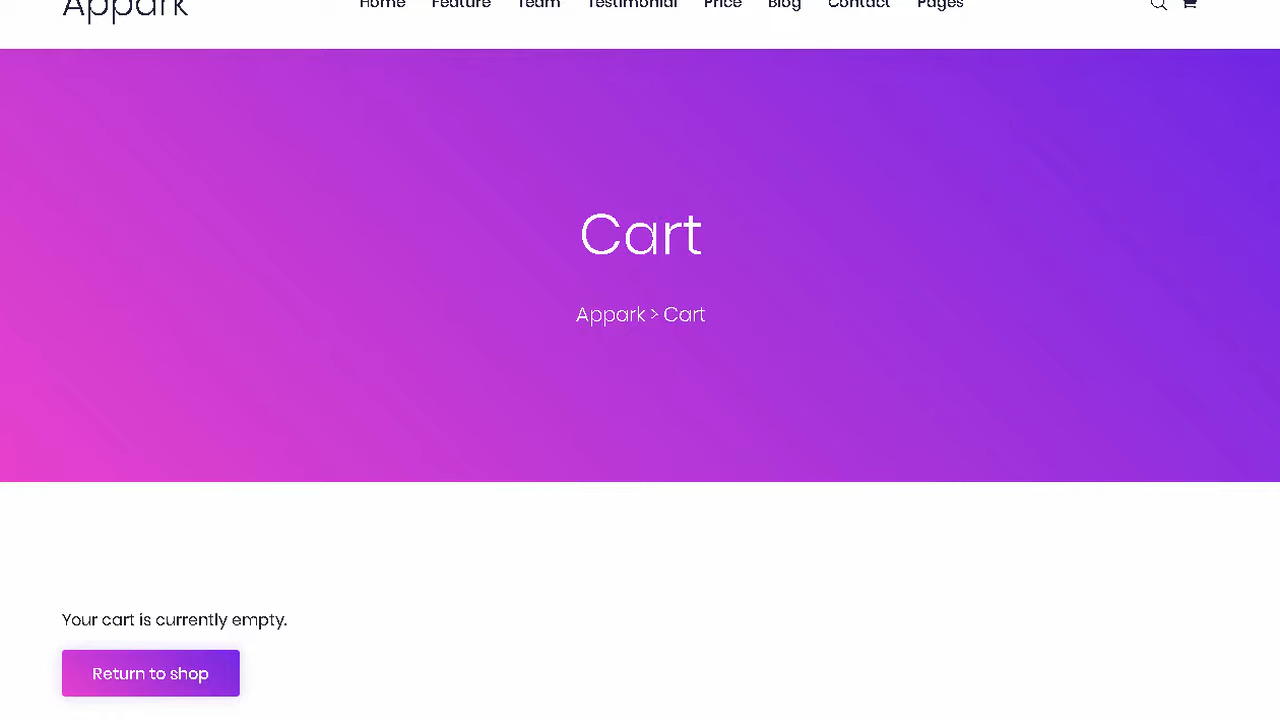 Appark
Home Feature Team Testimonial Price Blog Contact Pages
Cart
Appark > Cart
Your cart is currently empty.
Return to shop